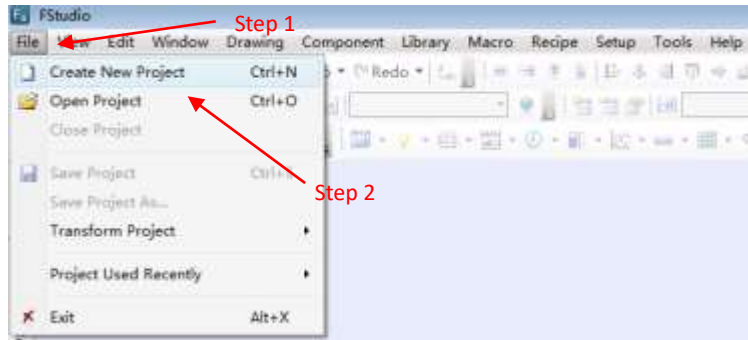 FStudio
Step 1
File View Edit Window Drawing Component Library Macro Recipe Setup Tools Help
Create New Project Ctrl+N
Redo
Open Project Ctrl+O
Close Project
Save Project
Step 2
Save Project As...
Transform Project
Project Used Recently
Exit Alt+X